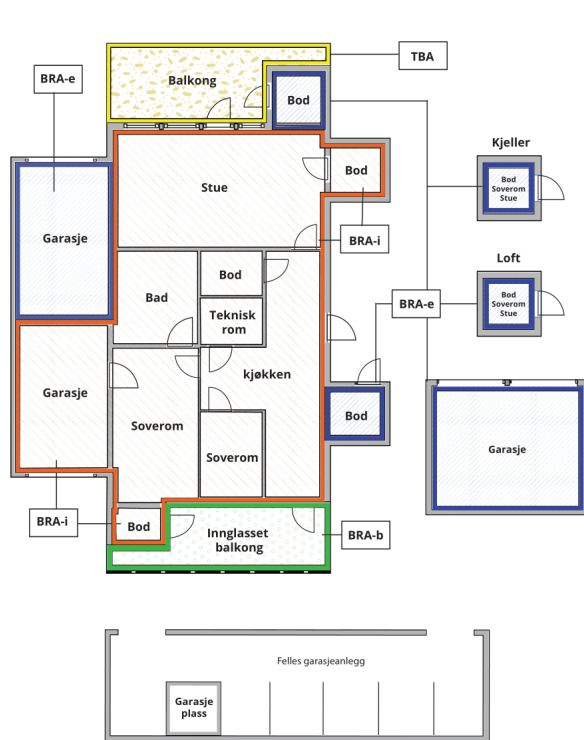 TBA
BRA-e
Balkong
Bod
Kjeller
Bod
Soverom
Stue
Stue
Bod
Garasje
BRA-i
Loft
Bod
Bad
Teknisk
rom
BRA-e
Bod
Soverom
Stue
Garasje
kjøkken
Bod
Soverom
Soverom
Garasje
BRA-i
Bod
Innglasset
balkong
BRA-b
Felles garasjeanlegg
Garasje
plass